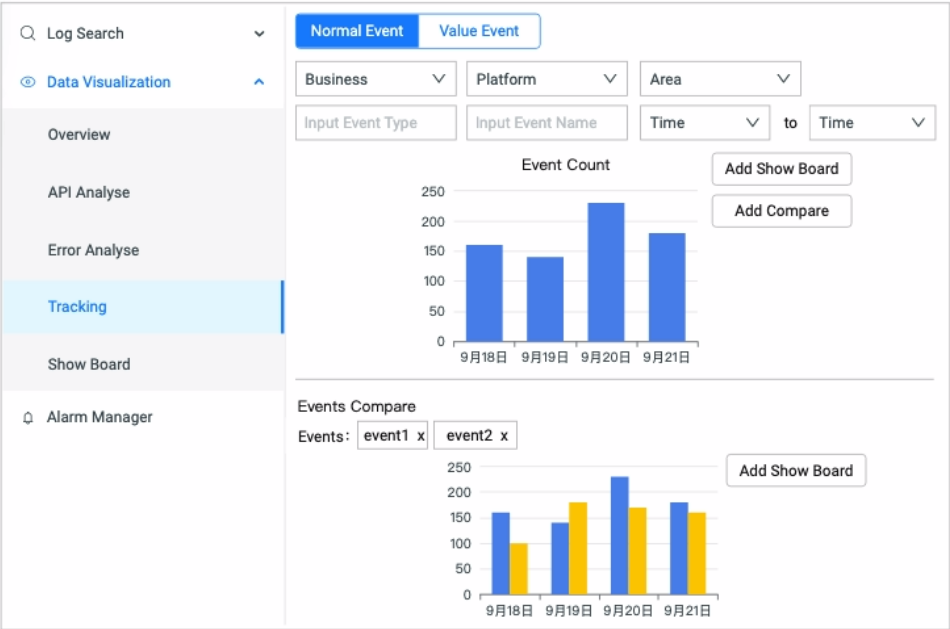 Log Search
Data Visualization
Overview
API Analyse
Error Analyse
Tracking
Show Board
Alarm Manager
Normal Event Value Event
Business Platform Area
Input Event Type Input Event Name Time to Time
Event Count
Add Show Board
Add Compare
250
200
150
100
50
0
9月18日 9月19日 9月20日 9月21日
Events Compare
Events: event1 x event2 x
Add Show Board
250
200
150
100
50
0
9月18日 9月19日 9月20日 9月21日